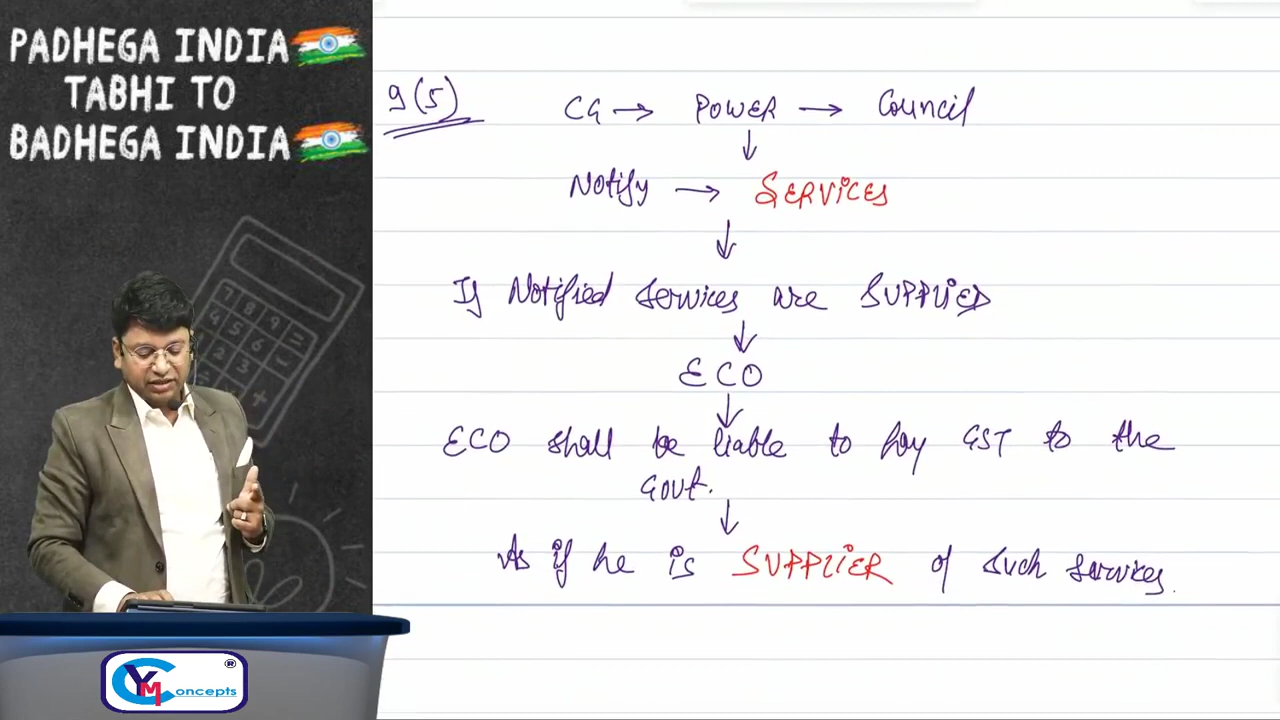 PADHEGA INDIA
TABHI TO
BADHEGA INDIA
9(5) CG → POWER → Council
↓
Notify → SERVICES
↓
If Notified Services are SUPPLIED
↓
ECO
↓
ECO shall be liable to pay GST to the
Govt.
↓
As if he is SUPPLIER of such services.
YM Concepts ®